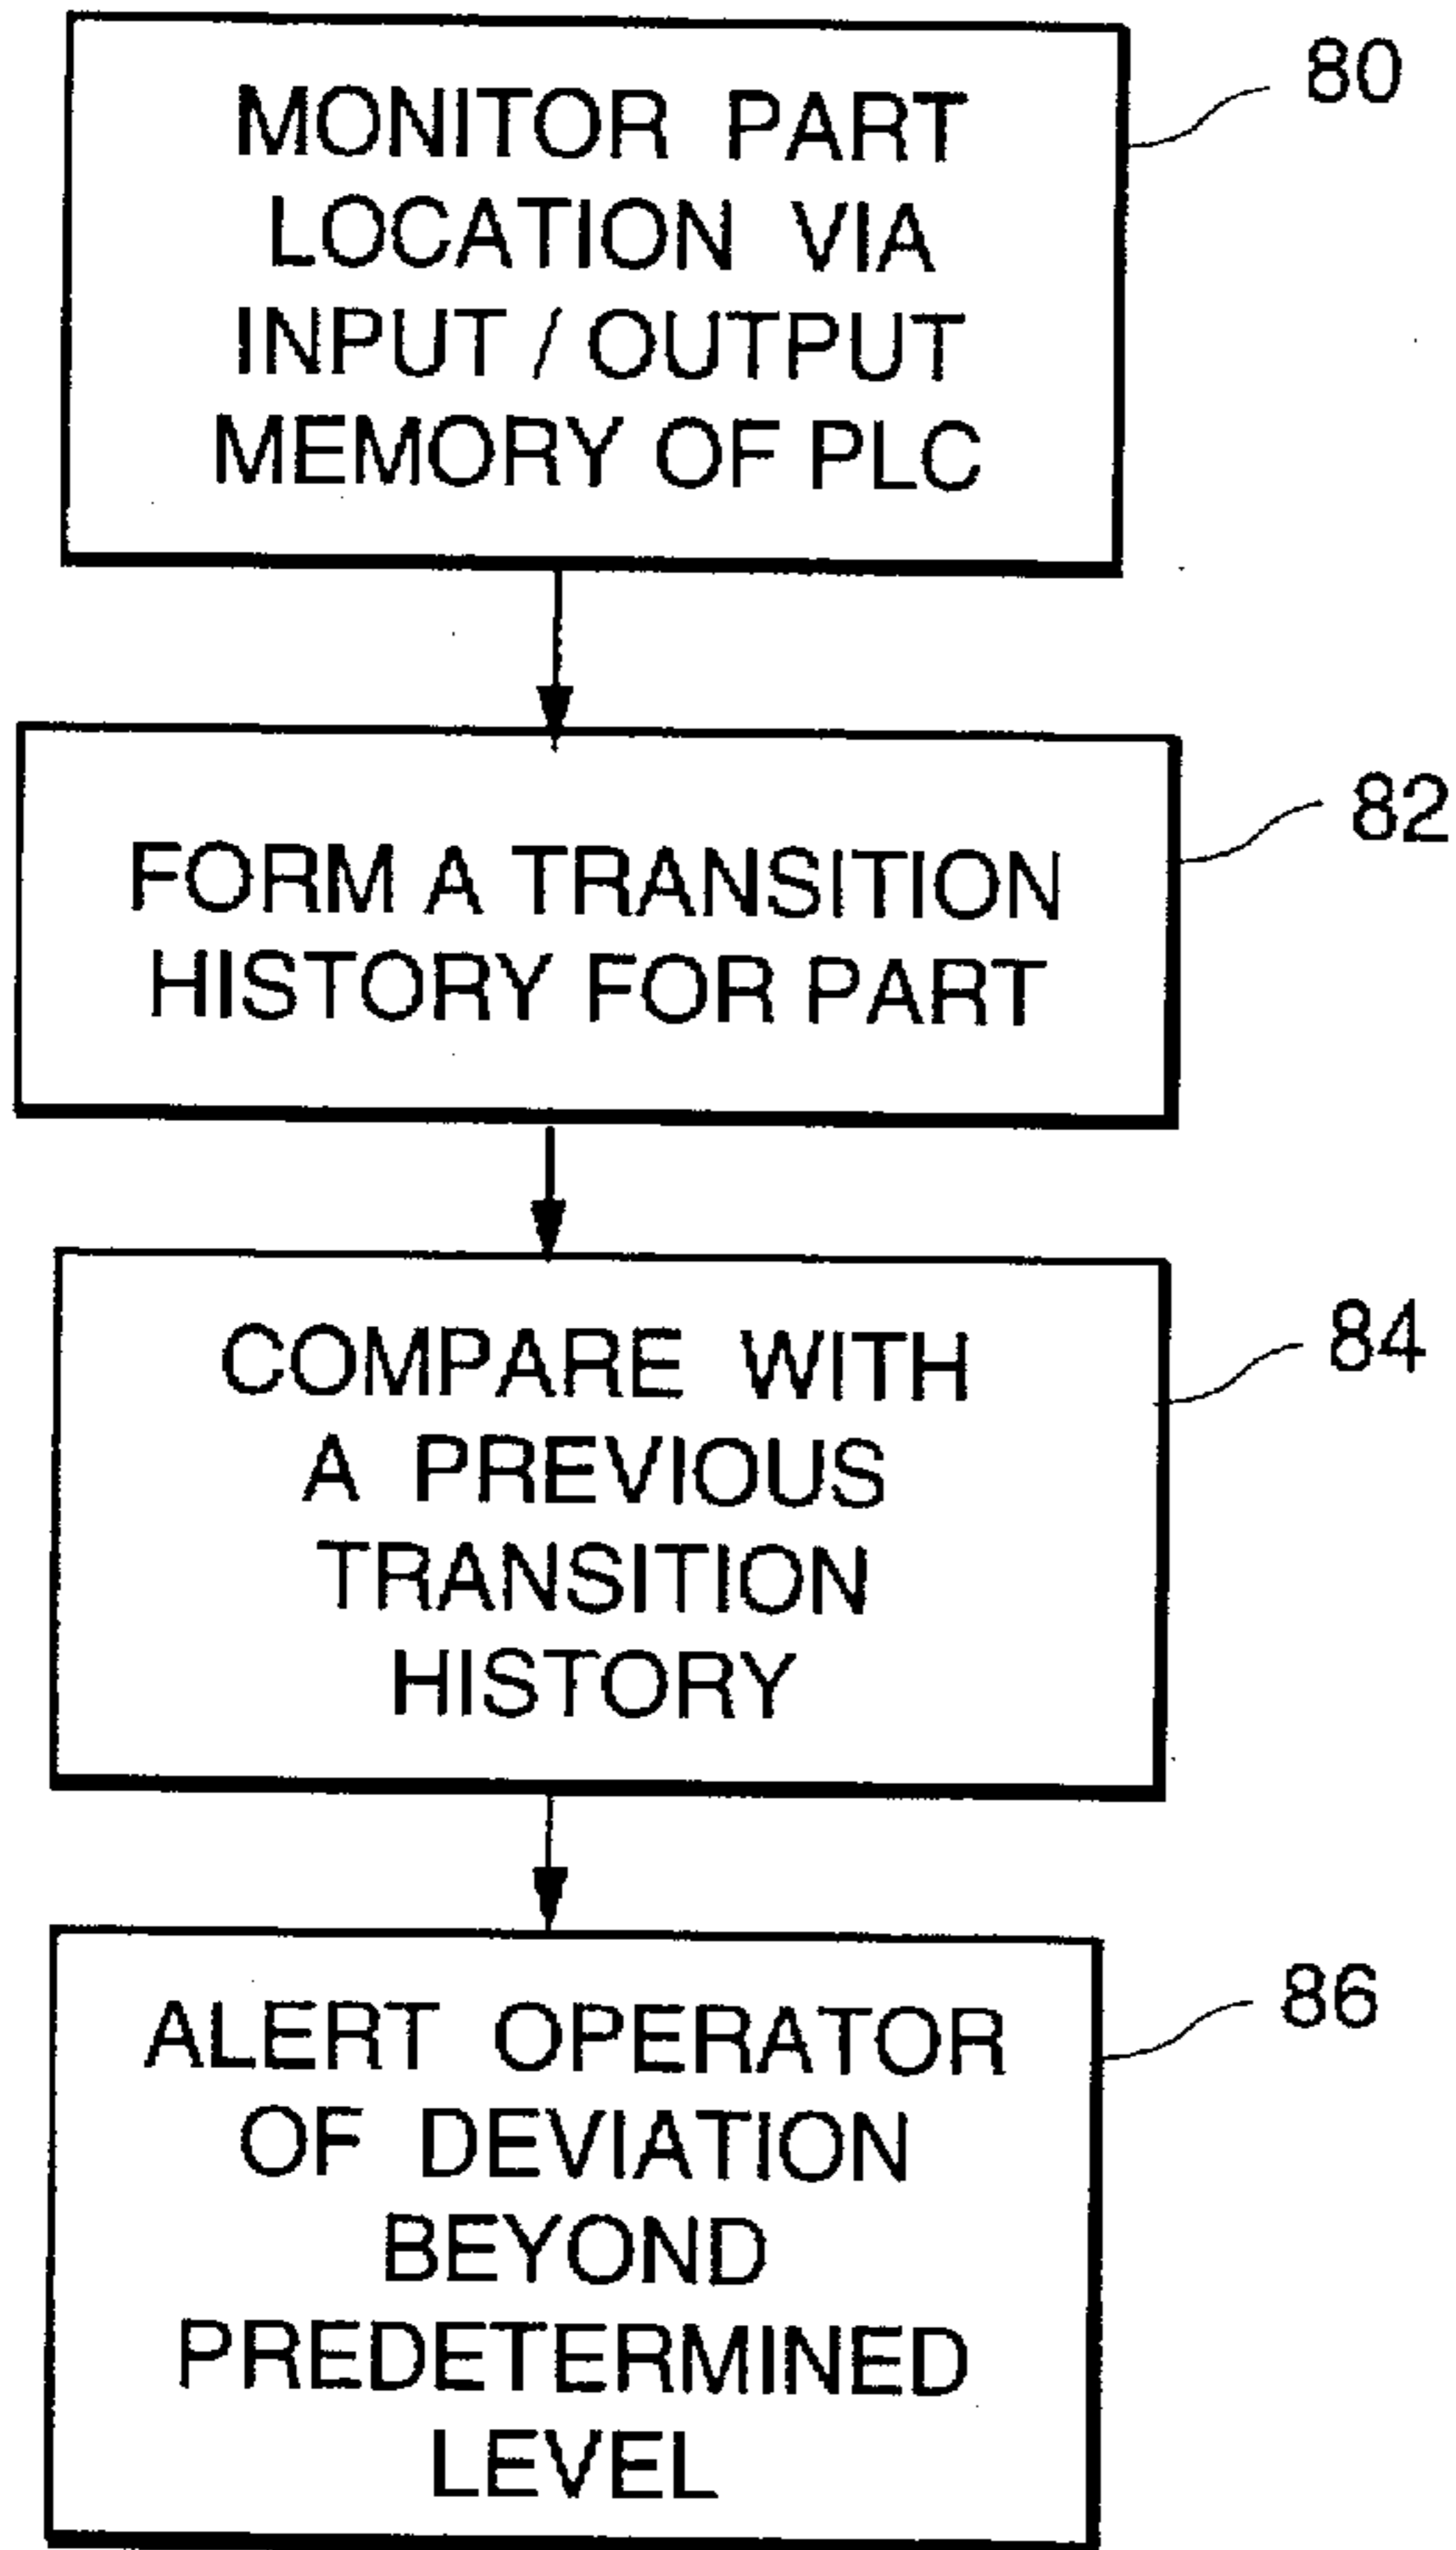 MONITOR PART
LOCATION VIA
INPUT / OUTPUT
MEMORY OF PLC
80
FORM A TRANSITION
HISTORY FOR PART
82
COMPARE WITH
A PREVIOUS
TRANSITION
HISTORY
84
ALERT OPERATOR
OF DEVIATION
BEYOND
PREDETERMINED
LEVEL
86